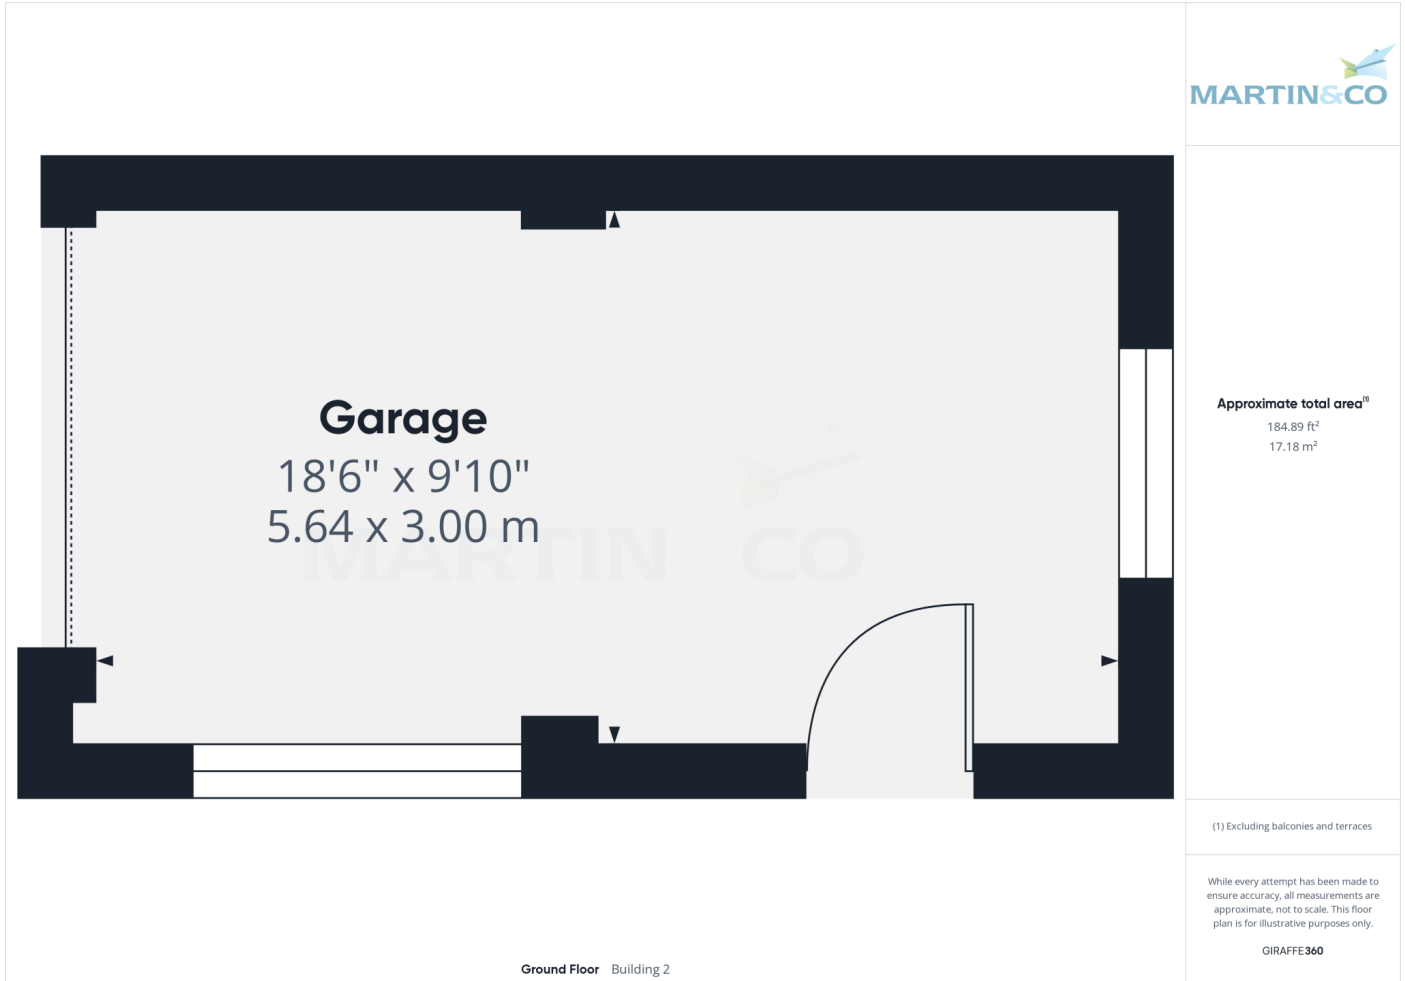 MARTIN&CO
Garage
18'6" x 9'10"
5.64 x 3.00 m
MARTIN&CO
Approximate total area(1)
184.89 ft²
17.18 m²
(1) Excluding balconies and terraces
While every attempt has been made to
ensure accuracy, all measurements are
approximate, not to scale. This floor
plan is for illustrative purposes only.
GIRAFFE360
Ground Floor Building 2